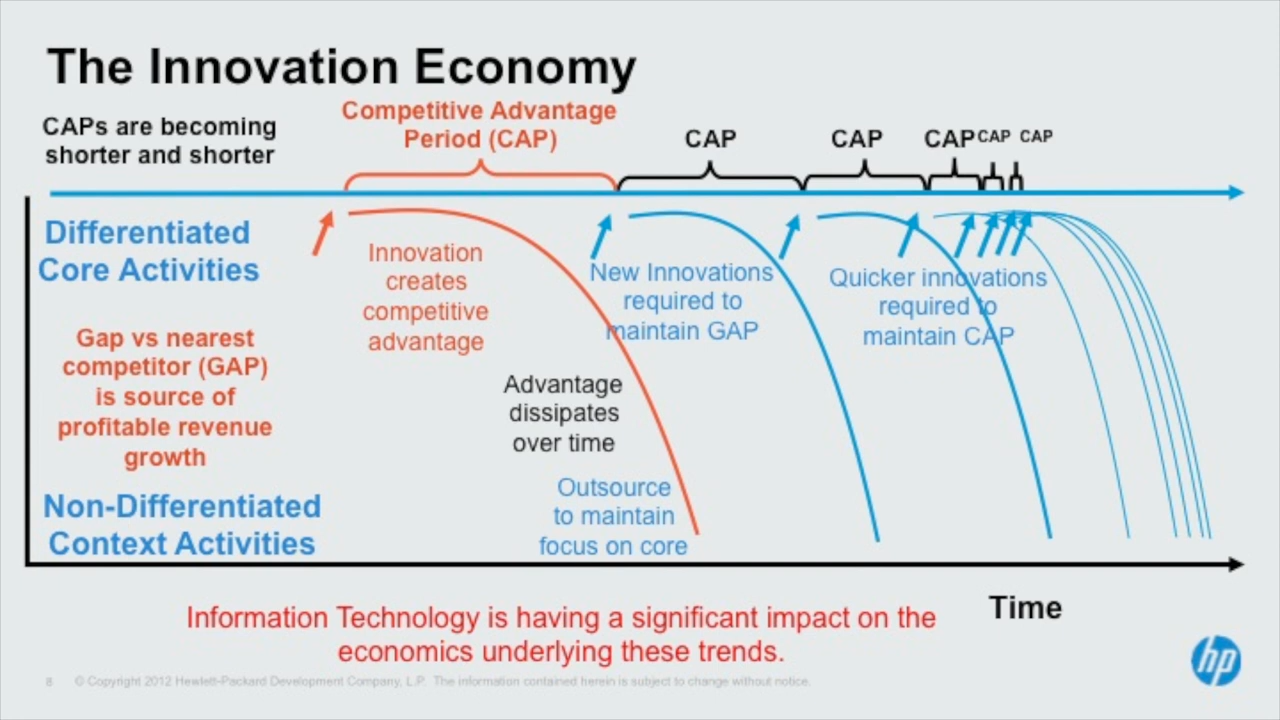 The Innovation Economy
CAPs are becoming
shorter and shorter
Competitive Advantage
Period (CAP)
CAP
CAP
CAP
CAP
CAP
Differentiated
Core Activities
Innovation
creates
competitive
advantage
New Innovations
required to
maintain GAP
Quicker innovations
required to
maintain CAP
Gap vs nearest
competitor (GAP)
is source of
profitable revenue
growth
Advantage
dissipates
over time
Non-Differentiated
Context Activities
Outsource
to maintain
focus on core
Time
Information Technology is having a significant impact on the
economics underlying these trends.
hp
8 © Copyright 2012 Hewlett-Packard Development Company, L.P. The information contained herein is subject to change without notice.